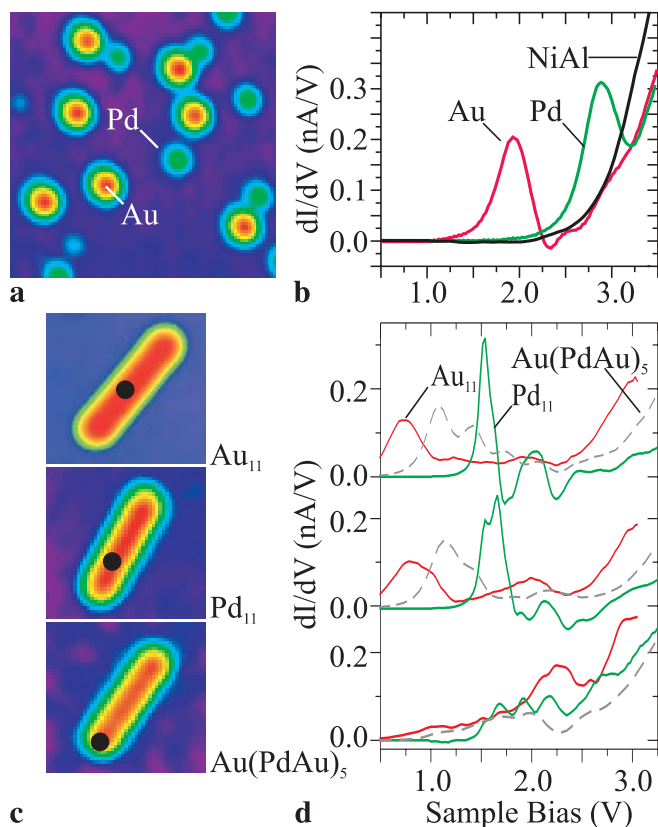 Pd
Au
a
dI/dV (nA/V)
0.3
0.2
0.1
0.0
NiAl
Au Pd
1.0 2.0 3.0
b
Au₁₁
Pd₁₁
Au(PdAu)₅
c
dI/dV (nA/V)
Au(PdAu)₅
Au₁₁
Pd₁₁
0.2
0.0
0.2
0.0
0.2
0.0
1.0 1.5 2.0 2.5 3.0
d Sample Bias (V)